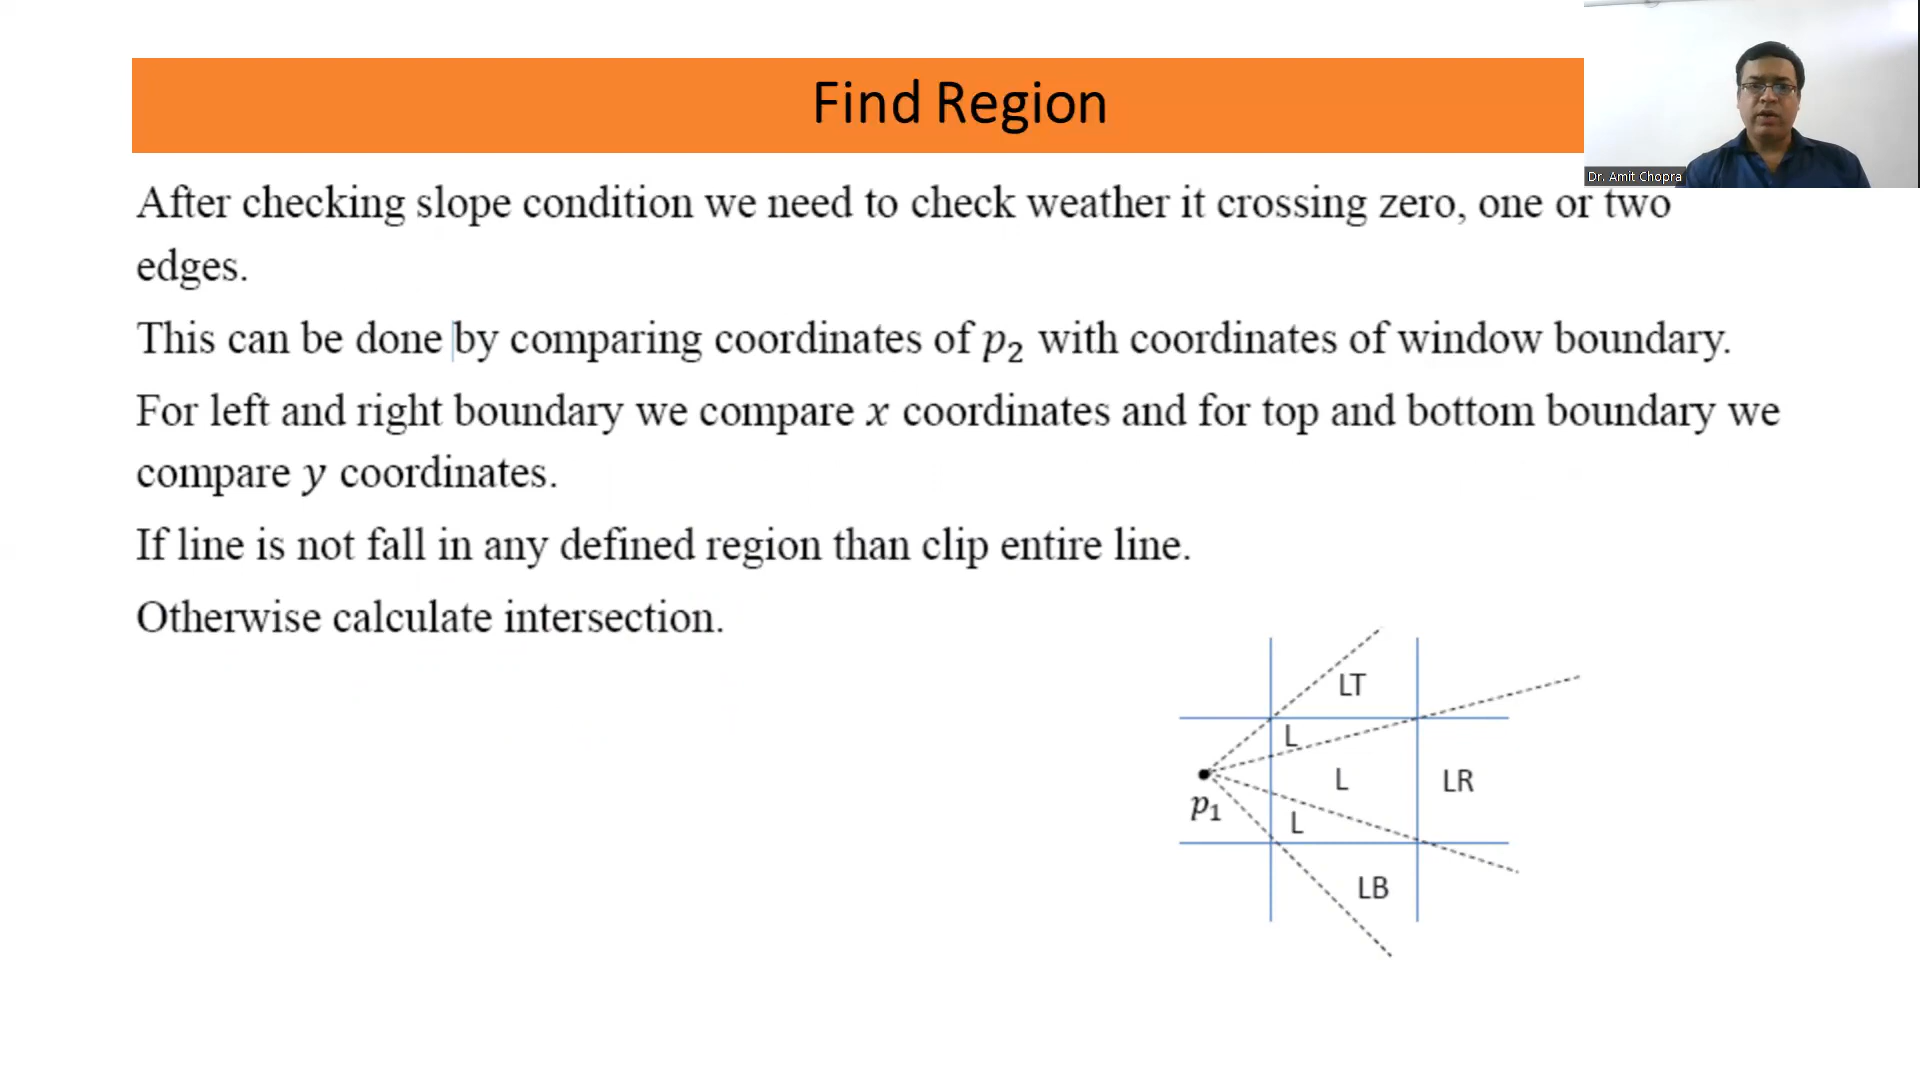 Find Region
Dr. Amit Chopra
After checking slope condition we need to check weather it crossing zero, one or two
edges.
This can be done by comparing coordinates of p₂ with coordinates of window boundary.
For left and right boundary we compare x coordinates and for top and bottom boundary we
compare y coordinates.
If line is not fall in any defined region than clip entire line.
Otherwise calculate intersection.
LT
L
L
LR
p₁
L
LB